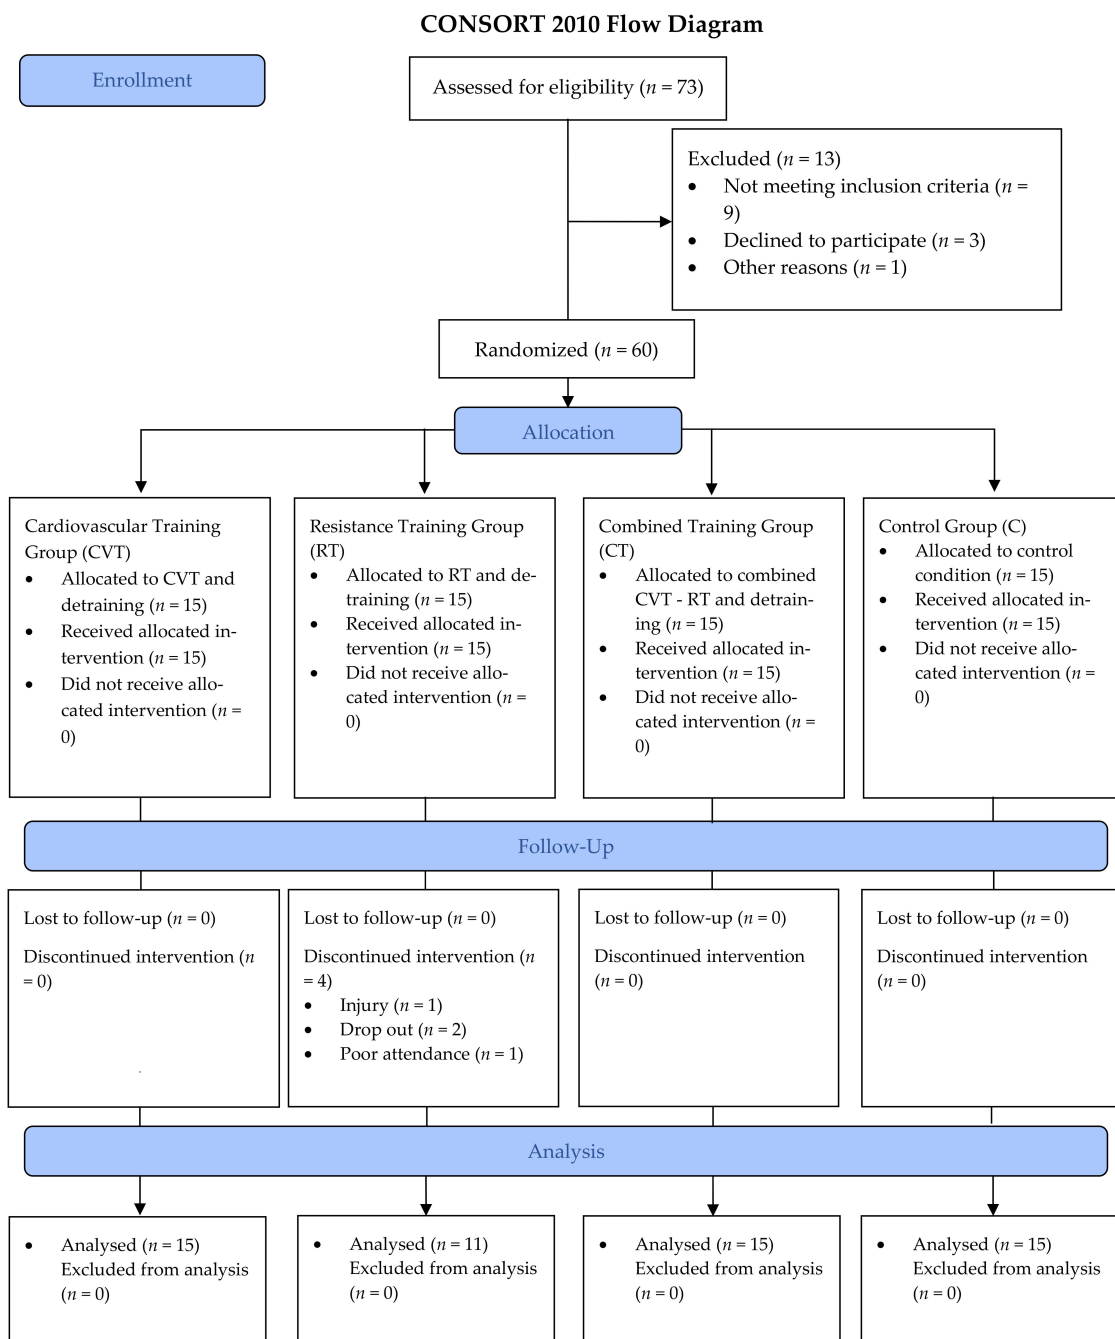 CONSORT 2010 Flow Diagram
Enrollment
Assessed for eligibility (n = 73)
Excluded (n = 13)
• Not meeting inclusion criteria (n =
9)
• Declined to participate (n = 3)
• Other reasons (n = 1)
Randomized (n = 60)
Allocation
Cardiovascular Training
Group (CVT)
• Allocated to CVT and
detraining (n = 15)
• Received allocated in-
tervention (n = 15)
• Did not receive allo-
cated intervention (n =
0)
Resistance Training Group
(RT)
• Allocated to RT and de-
training (n = 15)
• Received allocated in-
tervention (n = 15)
• Did not receive allo-
cated intervention (n =
0)
Combined Training Group
(CT)
• Allocated to combined
CVT - RT and detrain-
ing (n = 15)
• Received allocated in-
tervention (n = 15)
• Did not receive allo-
cated intervention (n =
0)
Control Group (C)
• Allocated to control
condition (n = 15)
• Received allocated in-
tervention (n = 15)
• Did not receive allo-
cated intervention (n =
0)
Follow-Up
Lost to follow-up (n = 0)
Discontinued intervention (n
= 0)
Lost to follow-up (n = 0)
Discontinued intervention (n
= 4)
• Injury (n = 1)
• Drop out (n = 2)
• Poor attendance (n = 1)
Lost to follow-up (n = 0)
Discontinued intervention
(n = 0)
Lost to follow-up (n = 0)
Discontinued intervention
(n = 0)
Analysis
• Analysed (n = 15)
Excluded from analysis
(n = 0)
• Analysed (n = 11)
Excluded from analysis
(n = 0)
• Analysed (n = 15)
Excluded from analysis
(n = 0)
• Analysed (n = 15)
Excluded from analysis
(n = 0)